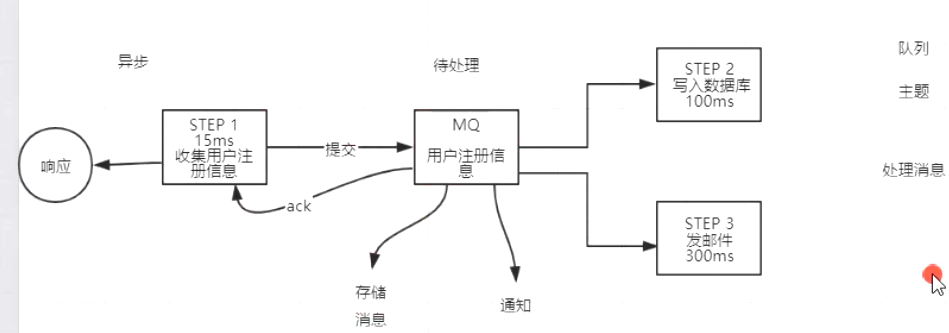 异步
待处理
队列
主题
处理消息
响应
STEP 1
15ms
收集用户注
册信息
提交
ack
MQ
用户注册信
息
STEP 2
写入数据库
100ms
STEP 3
发邮件
300ms
存储
消息
通知